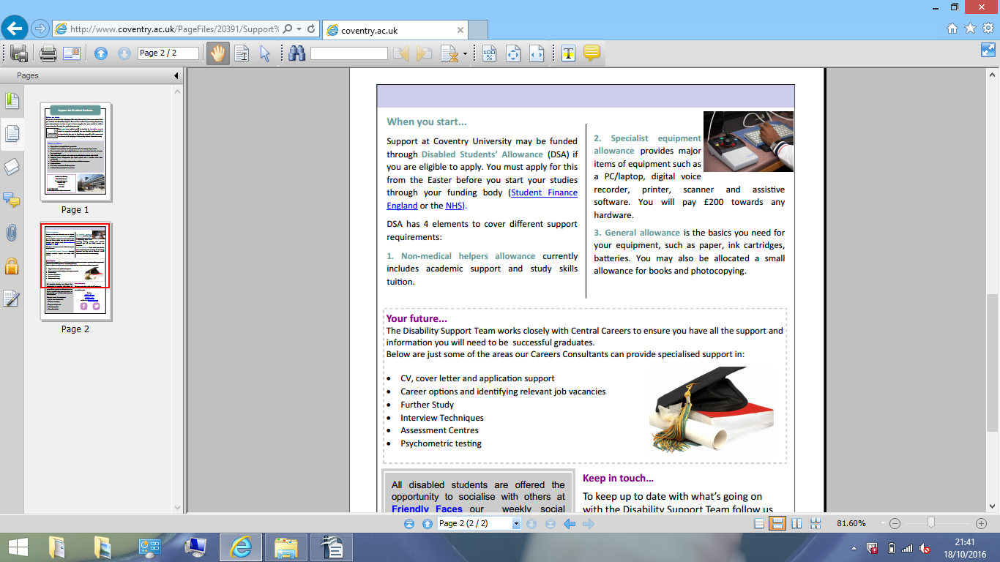 http://www.coventry.ac.uk/PageFiles/20391/Support%
coventry.ac.uk
Page 2 / 2
Pages
Support for Disabled Students
Page 1
Page 2
When you start...
Support at Coventry University may be funded
through Disabled Students' Allowance (DSA) if
you are eligible to apply. You must apply for this
from the Easter before you start your studies
through your funding body (Student Finance
England or the NHS).
DSA has 4 elements to cover different support
requirements:
1. Non-medical helpers allowance currently
includes academic support and study skills
tuition.
2. Specialist equipment
allowance provides major
items of equipment such as
a PC/laptop, digital voice
recorder, printer, scanner and assistive
software. You will pay £200 towards any
hardware.
3. General allowance is the basics you need for
your equipment, such as paper, ink cartridges,
batteries. You may also be allocated a small
allowance for books and photocopying.
Your future...
The Disability Support Team works closely with Central Careers to ensure you have all the support and
information you will need to be  successful graduates.
Below are just some of the areas our Careers Consultants can provide specialised support in:
• CV, cover letter and application support
• Career options and identifying relevant job vacancies
• Further Study
• Interview Techniques
• Assessment Centres
• Psychometric testing
All disabled students are offered the
opportunity to socialise with others at
Friendly Faces our weekly social
Keep in touch...
To keep up to date with what's going on
with the Disability Support Team follow us
Page 2 (2 / 2)
81.60%
21:41
18/10/2016